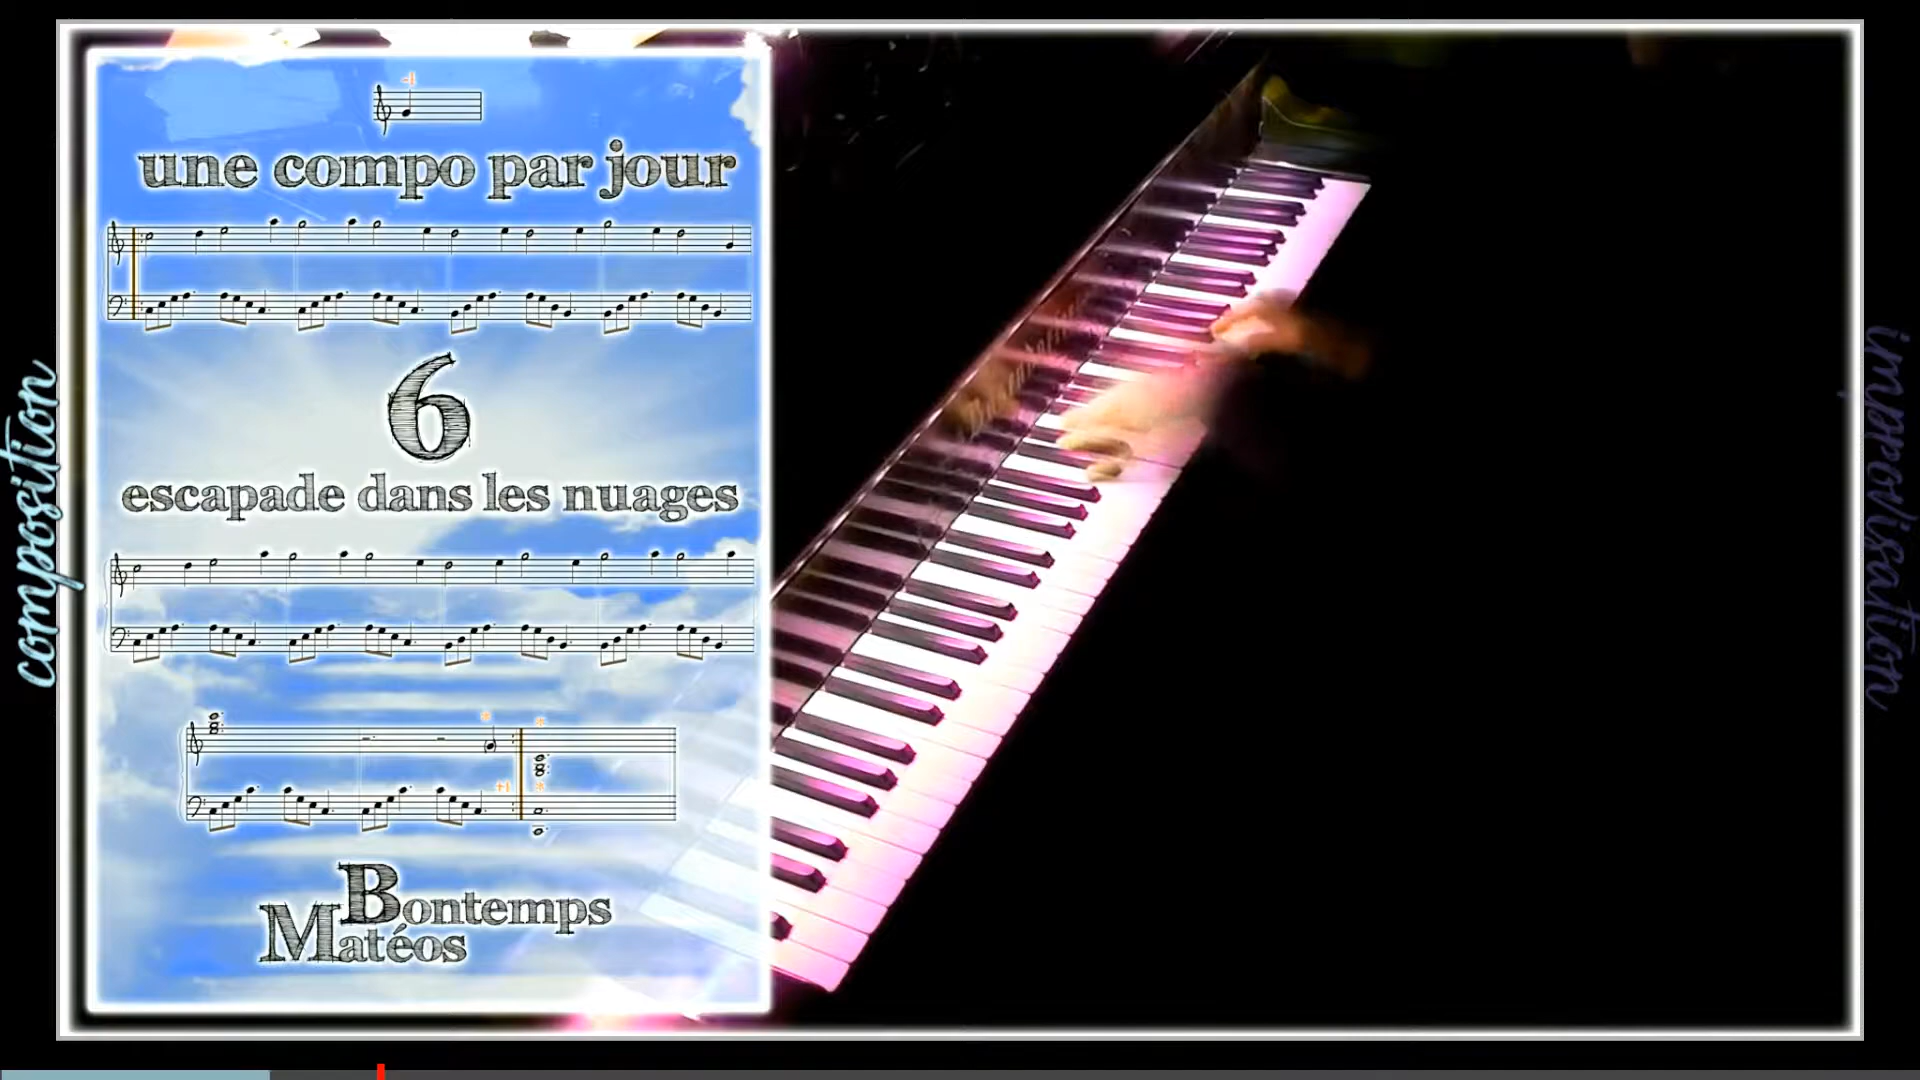 une compo par jour
6
escapade dans les nuages
Bontemps
Matéos
composition
improvisation